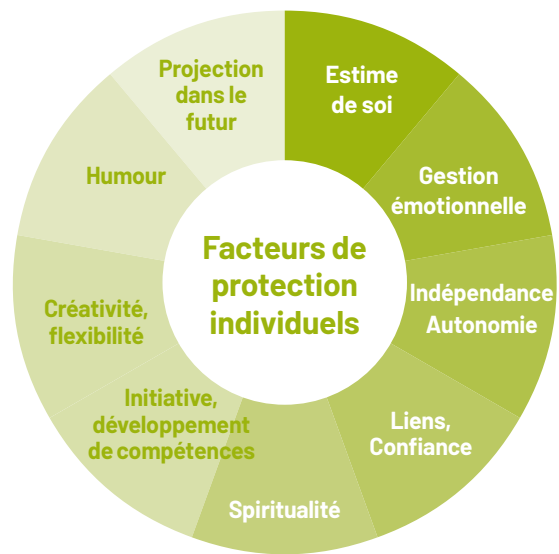 Facteurs de
protection
individuels
Estime
de soi
Gestion
émotionnelle
Indépendance
Autonomie
Liens,
Confiance
Spiritualité
Initiative,
développement
de compétences
Créativité,
flexibilité
Humour
Projection
dans le
futur